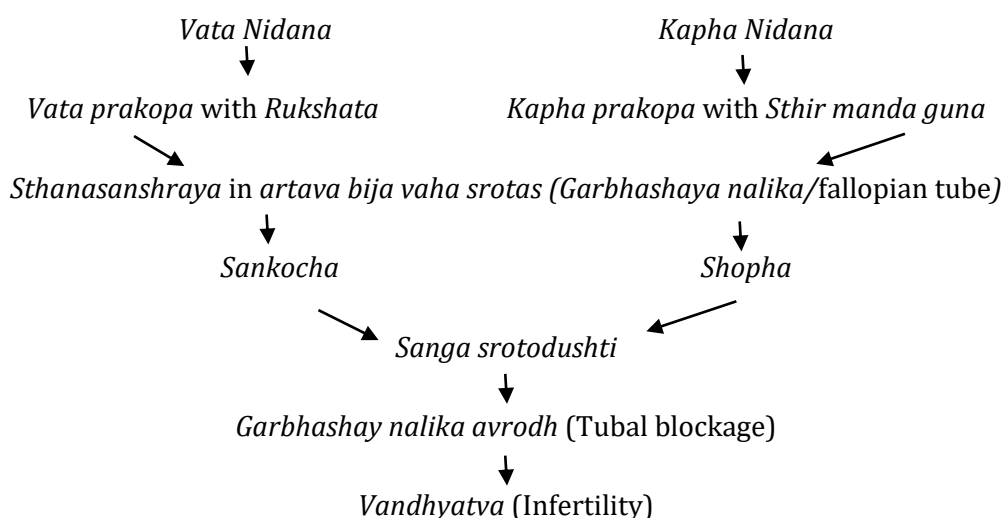 Vata Nidana Kapha Nidana
Vata prakopa with Rukshata Kapha prakopa with Sthir manda guna
Sthanasanshraya in artava bija vaha srotas (Garbhashaya nalika/fallopian tube)
Sankocha Shopha
Sanga srotodushti
Garbhashay nalika avrodh (Tubal blockage)
Vandhyatva (Infertility)